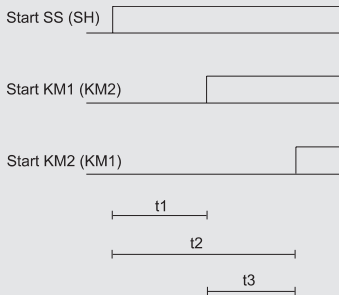 Start SS (SH)
Start KM1 (KM2)
Start KM2 (KM1)
t1
t2
t3